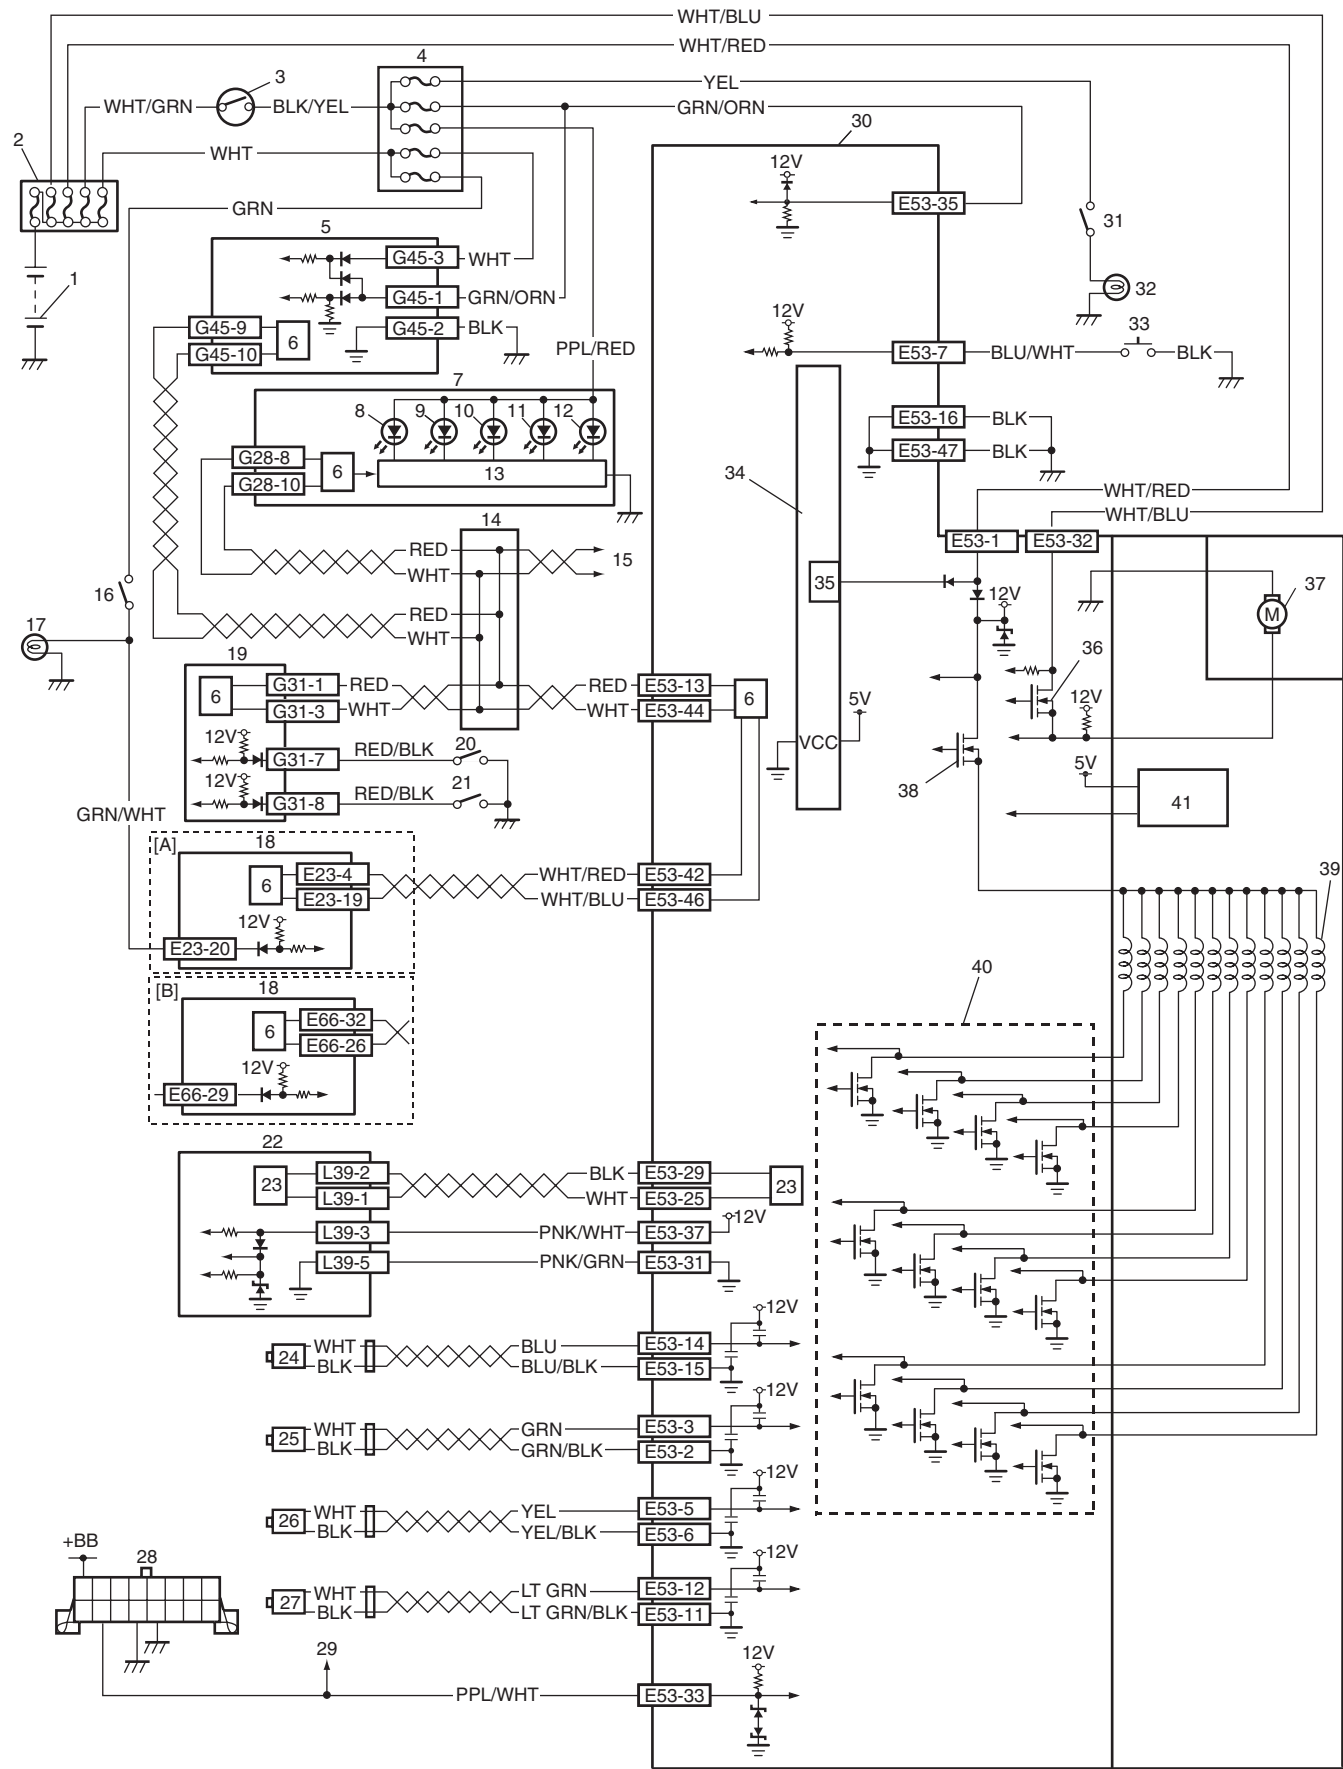 WHT/BLU
WHT/RED
4
3
YEL
WHT/GRN
BLK/YEL
GRN/ORN
30
2
WHT
12V
E53-35
GRN
31
5
1
G45-3
WHT
32
G45-1
GRN/ORN
12V
33
G45-9
G45-2
BLK
6
PPL/RED
E53-7
BLU/WHT
BLK
G45-10
7
8
9
10
11
12
E53-16
BLK
E53-47
BLK
G28-8
6
13
34
G28-10
WHT/RED
WHT/BLU
14
E53-1
E53-32
RED
15
WHT
35
12V
37
M
16
RED
WHT
17
36
19
6
G31-1
RED
RED
E53-13
6
5V
12V
G31-3
WHT
WHT
E53-44
12V
RED/BLK
20
VCC
G31-7
12V
RED/BLK
21
5V
38
G31-8
41
GRN/WHT
[A]
18
6
E23-4
WHT/RED
E53-42
39
E23-19
WHT/BLU
E53-46
12V
E23-20
40
[B]
18
6
E66-32
E66-26
12V
E66-29
22
23
L39-2
BLK
E53-29
23
L39-1
WHT
E53-25
L39-3
PNK/WHT
E53-37
12V
L39-5
PNK/GRN
E53-31
12V
24
WHT
BLU
E53-14
BLK
BLU/BLK
E53-15
12V
25
WHT
GRN
E53-3
BLK
GRN/BLK
E53-2
12V
26
WHT
YEL
E53-5
BLK
YEL/BLK
E53-6
+BB
28
12V
27
WHT
LT GRN
E53-12
BLK
LT GRN/BLK
E53-11
29
12V
PPL/WHT
E53-33